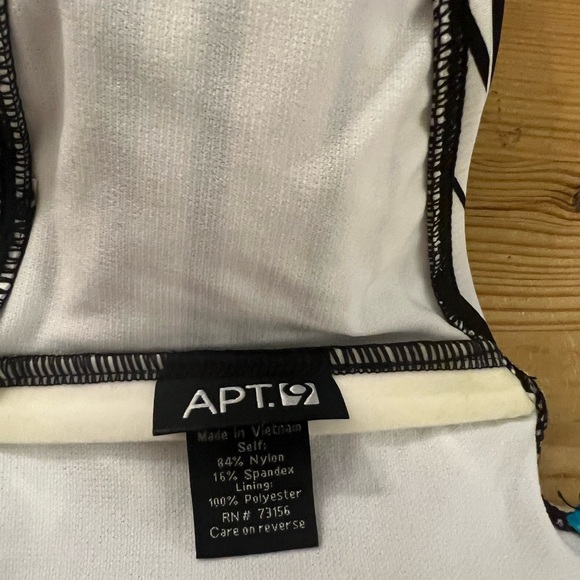 APT.9
Made in Vietnam
Self:
84% Nylon
16% Spandex
Lining:
100% Polyester
RN# 73156
Care on reverse